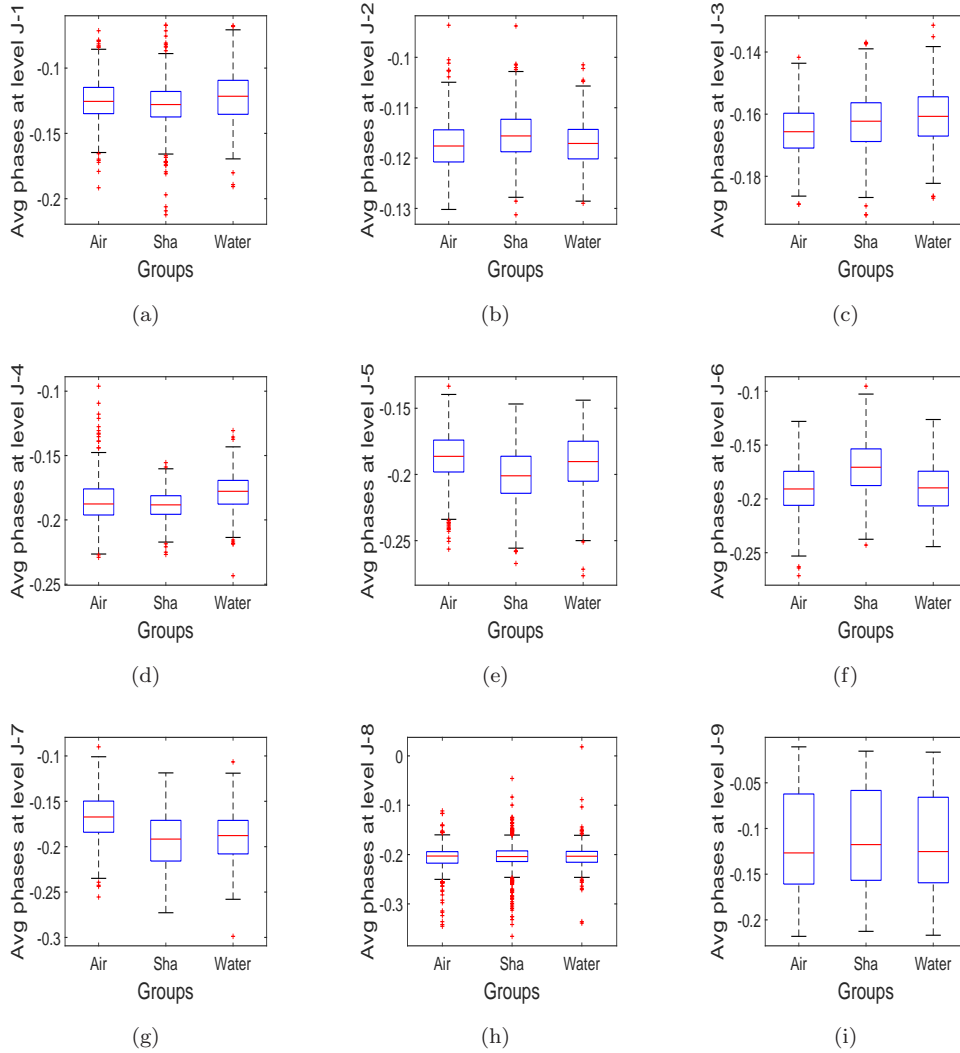 Avg phases at level J-1
-0.1
-0.15
-0.2
Air Sha Water
Groups
(a)
Avg phases at level J-2
-0.1
-0.11
-0.12
-0.13
Air Sha Water
Groups
(b)
Avg phases at level J-3
-0.14
-0.16
-0.18
Air Sha Water
Groups
(c)
Avg phases at level J-4
-0.1
-0.15
-0.2
-0.25
Air Sha Water
Groups
(d)
Avg phases at level J-5
-0.15
-0.2
-0.25
Air Sha Water
Groups
(e)
Avg phases at level J-6
-0.1
-0.15
-0.2
-0.25
Air Sha Water
Groups
(f)
Avg phases at level J-7
-0.1
-0.15
-0.2
-0.25
-0.3
Air Sha Water
Groups
(g)
Avg phases at level J-8
0
-0.1
-0.2
-0.3
Air Sha Water
Groups
(h)
Avg phases at level J-9
-0.05
-0.1
-0.15
-0.2
Air Sha Water
Groups
(i)